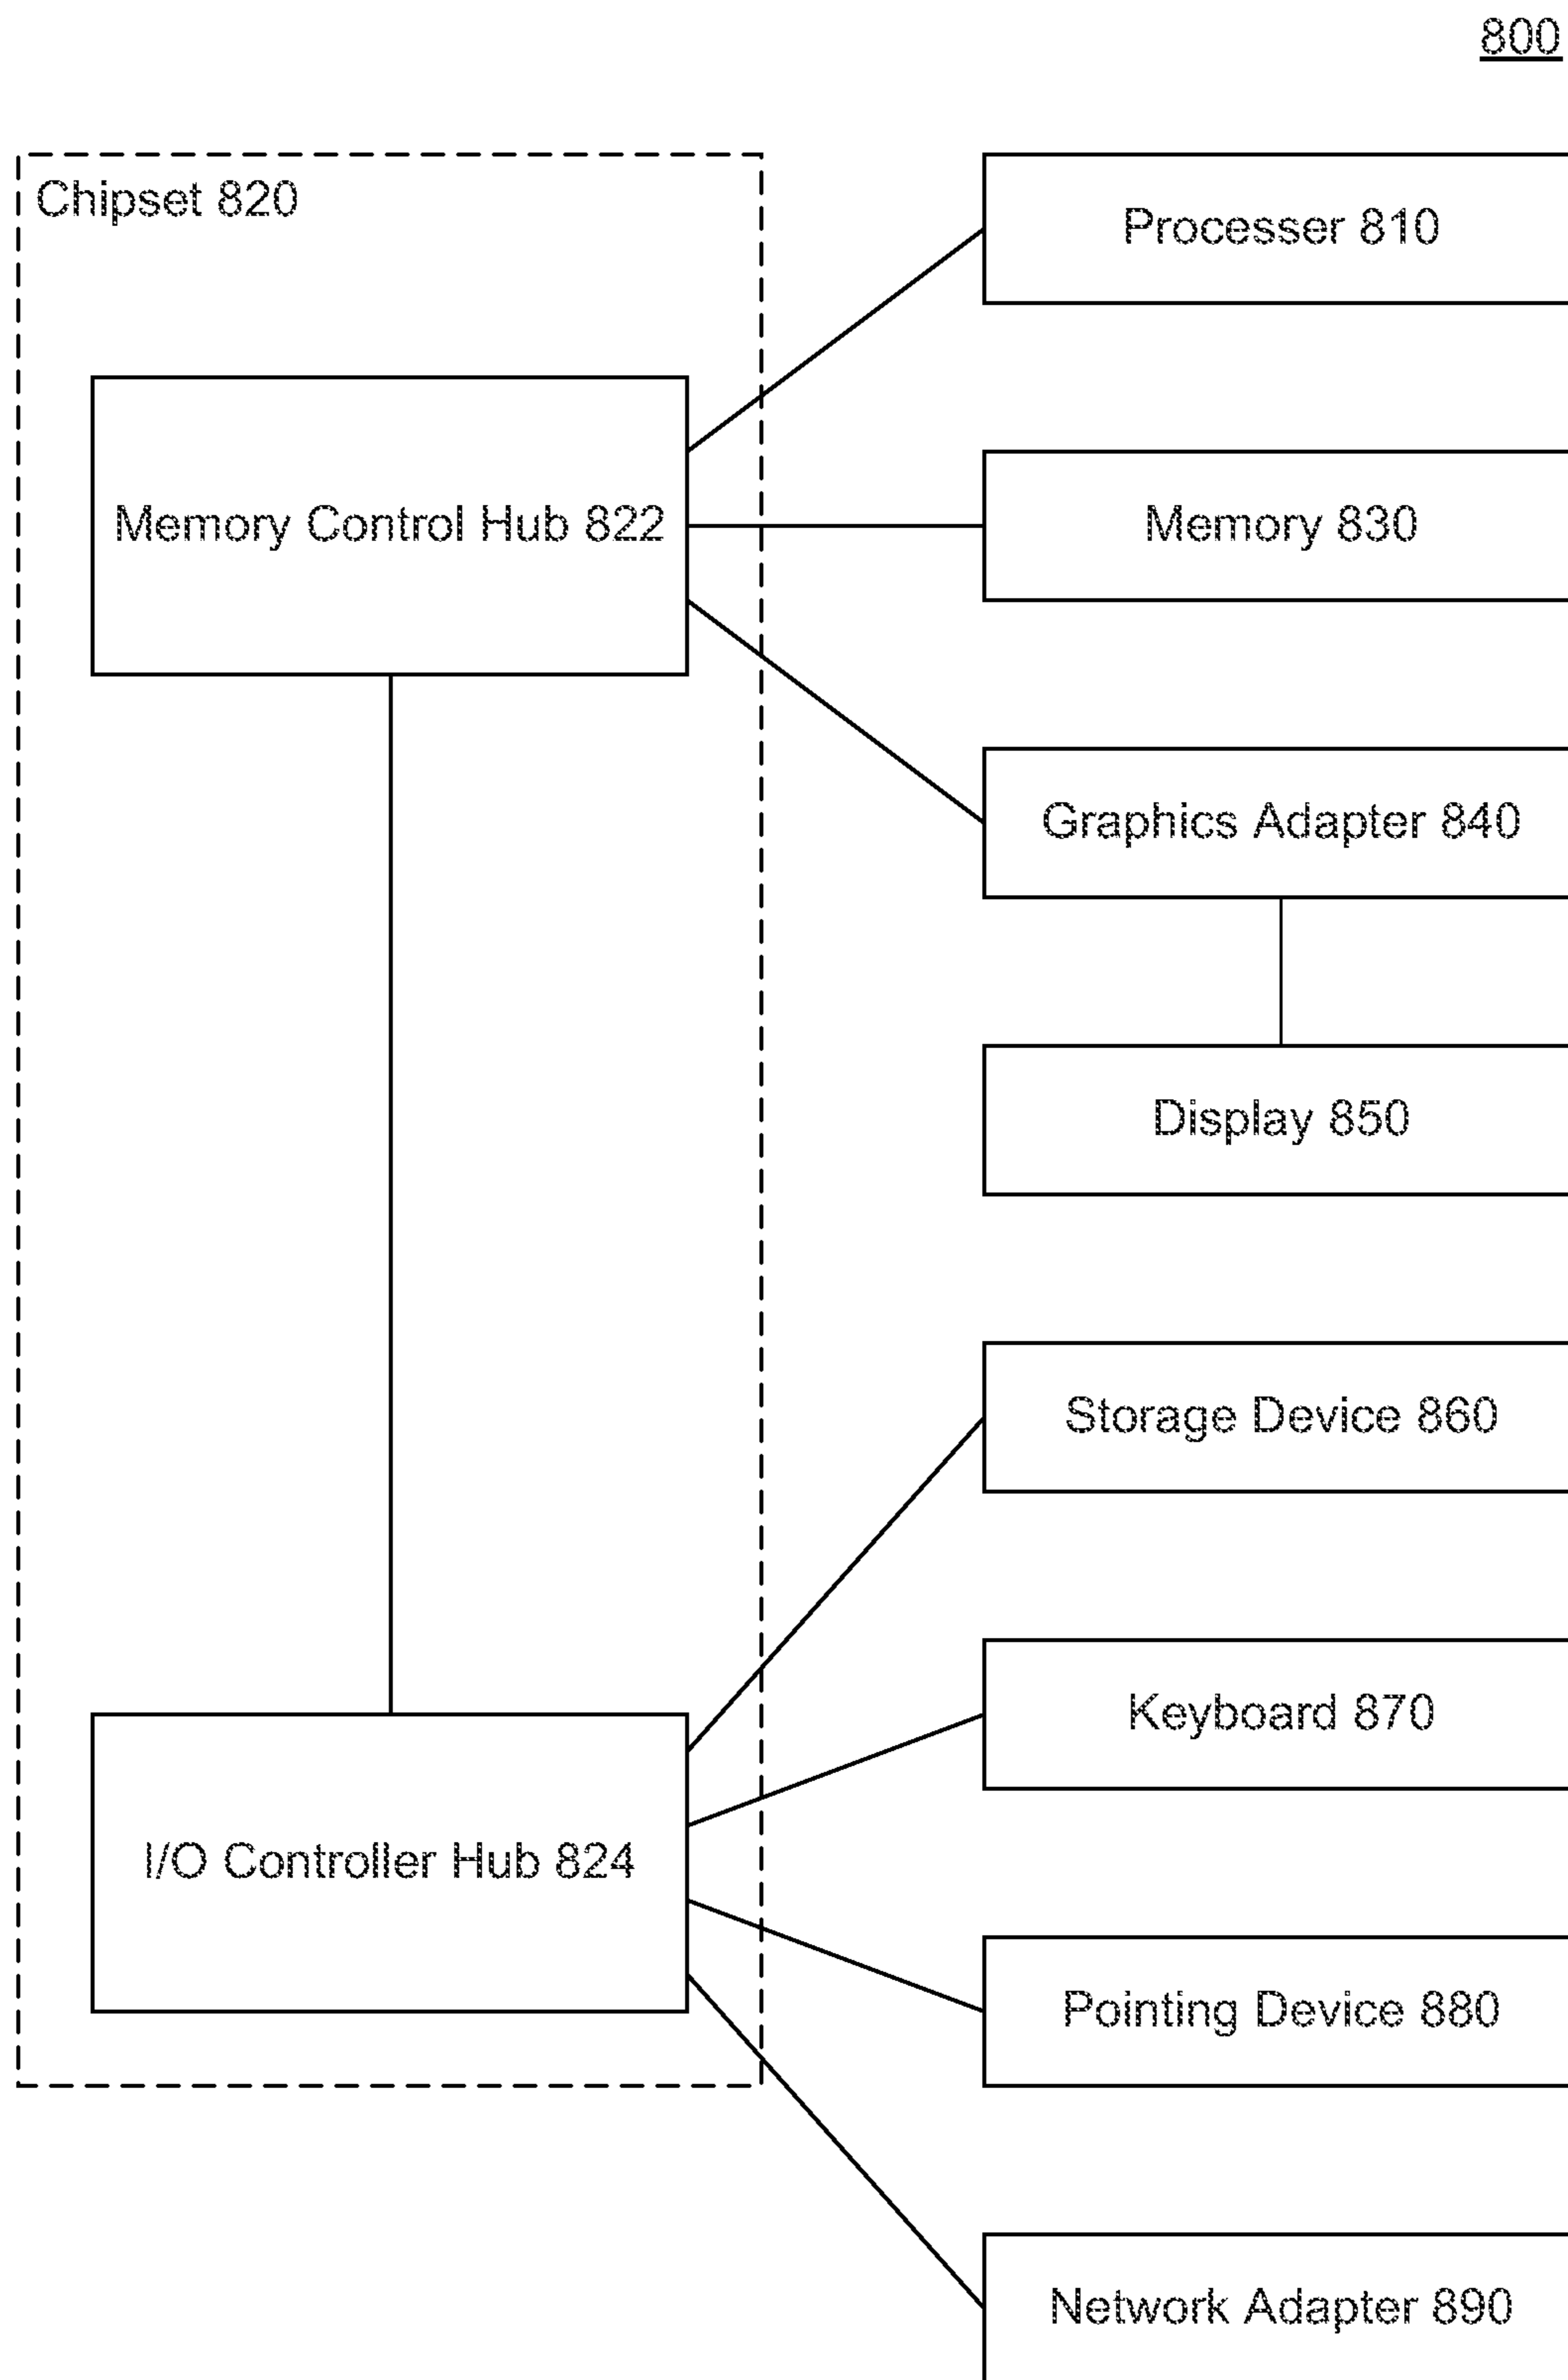 800
Chipset 820
Processer 810
Memory Control Hub 822
Memory 830
Graphics Adapter 840
Display 850
Storage Device 860
Keyboard 870
I/O Controller Hub 824
Pointing Device 880
Network Adapter 890